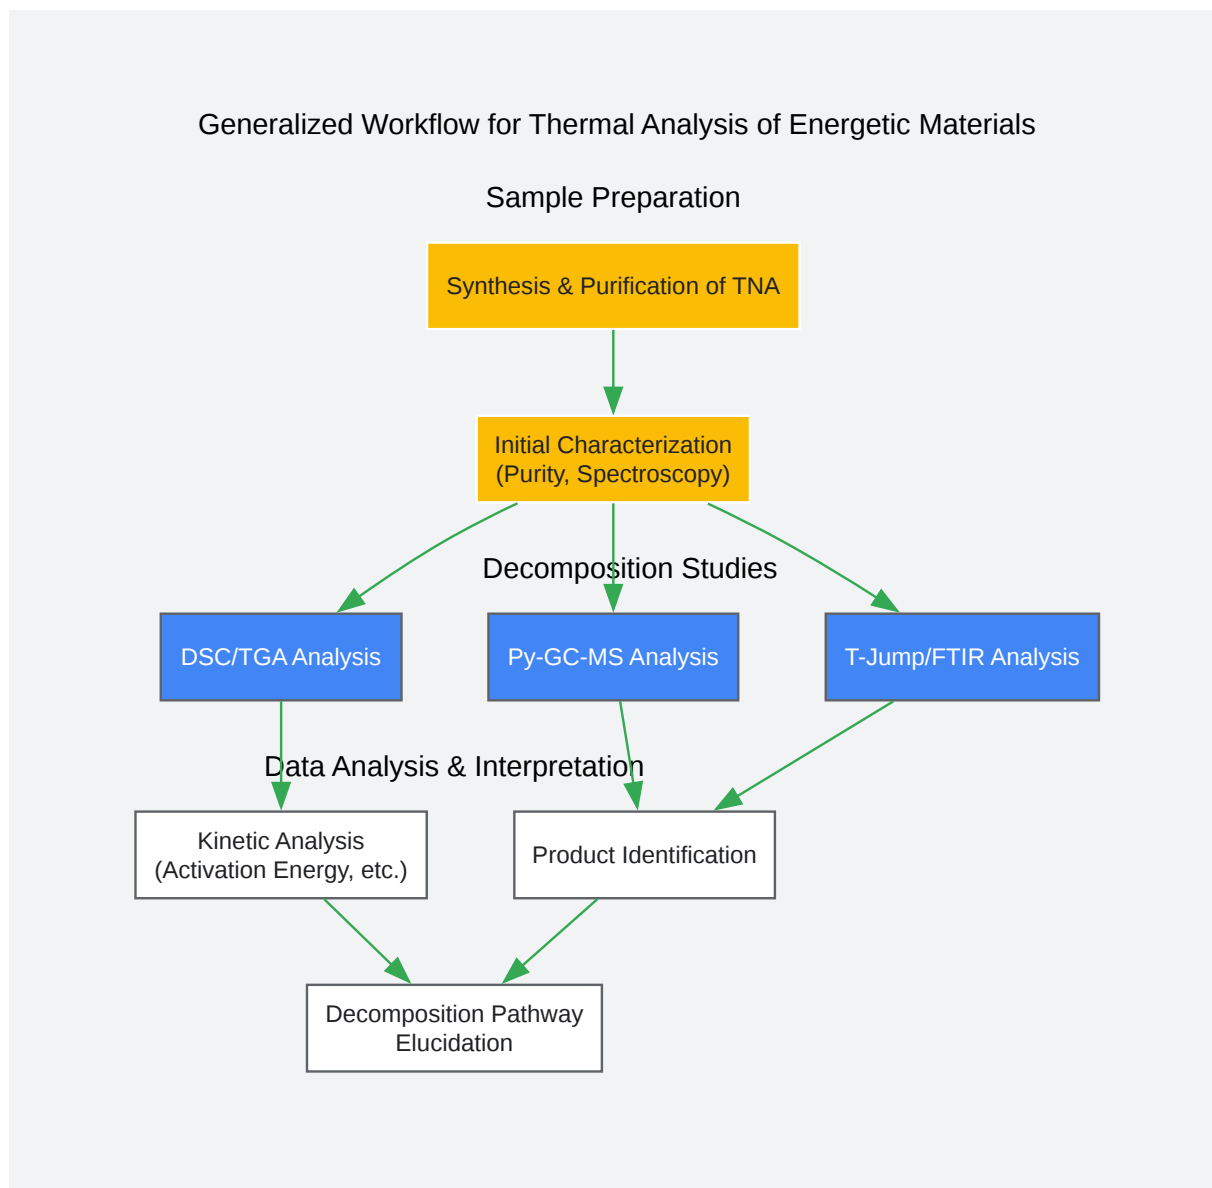 Generalized Workflow for Thermal Analysis of Energetic Materials
Sample Preparation
Synthesis & Purification of TNA
Initial Characterization
(Purity, Spectroscopy)
Decomposition Studies
DSC/TGA Analysis
Py-GC-MS Analysis
T-Jump/FTIR Analysis
Data Analysis & Interpretation
Kinetic Analysis
(Activation Energy, etc.)
Product Identification
Decomposition Pathway
Elucidation